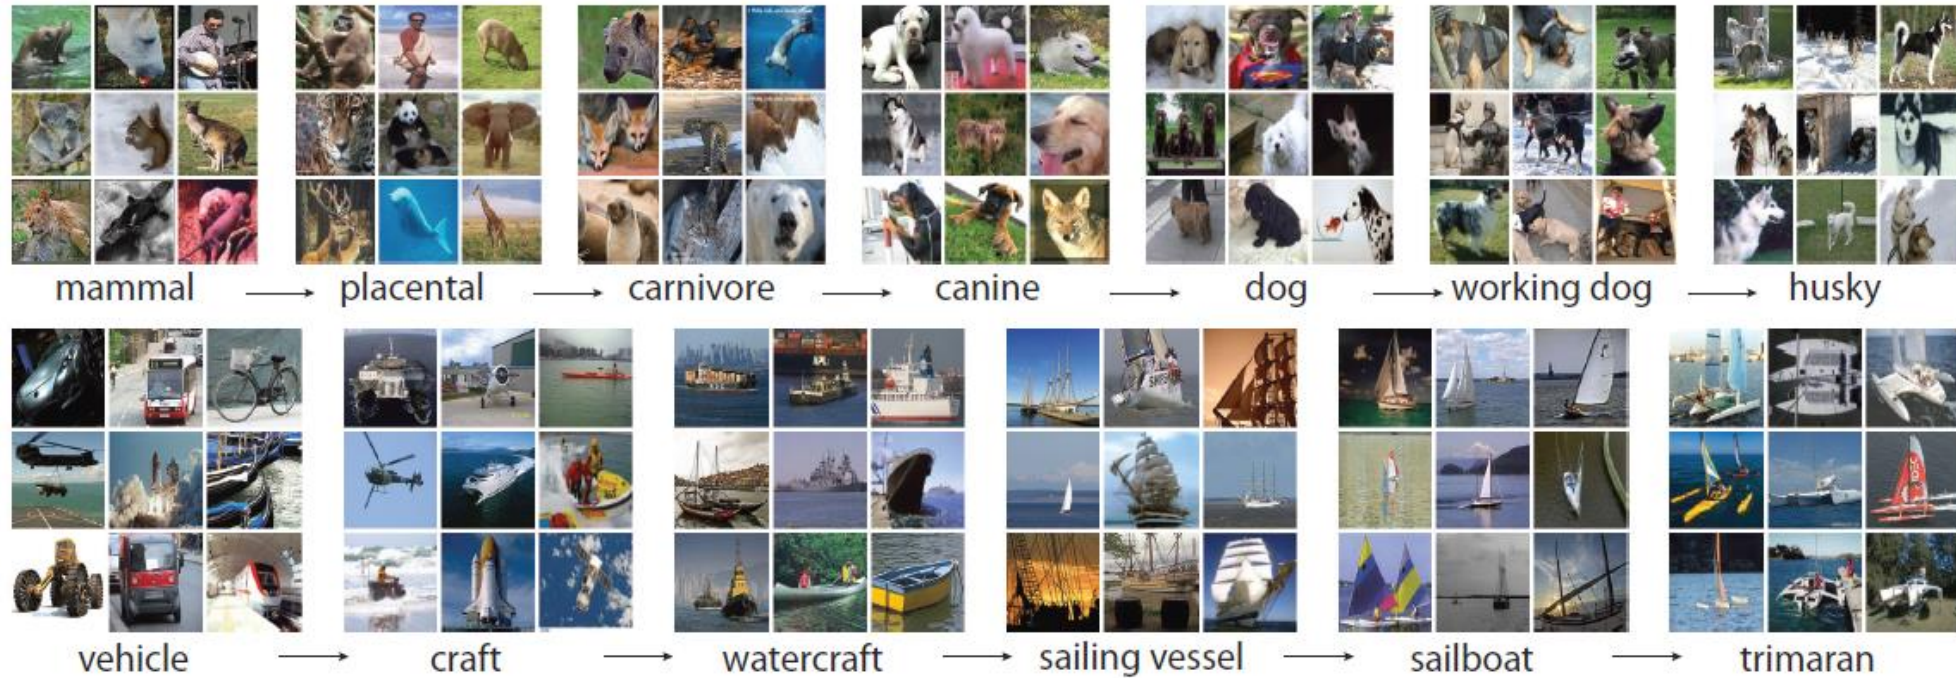 mammal → placental → carnivore → canine → dog → working dog → husky
vehicle → craft → watercraft → sailing vessel → sailboat → trimaran